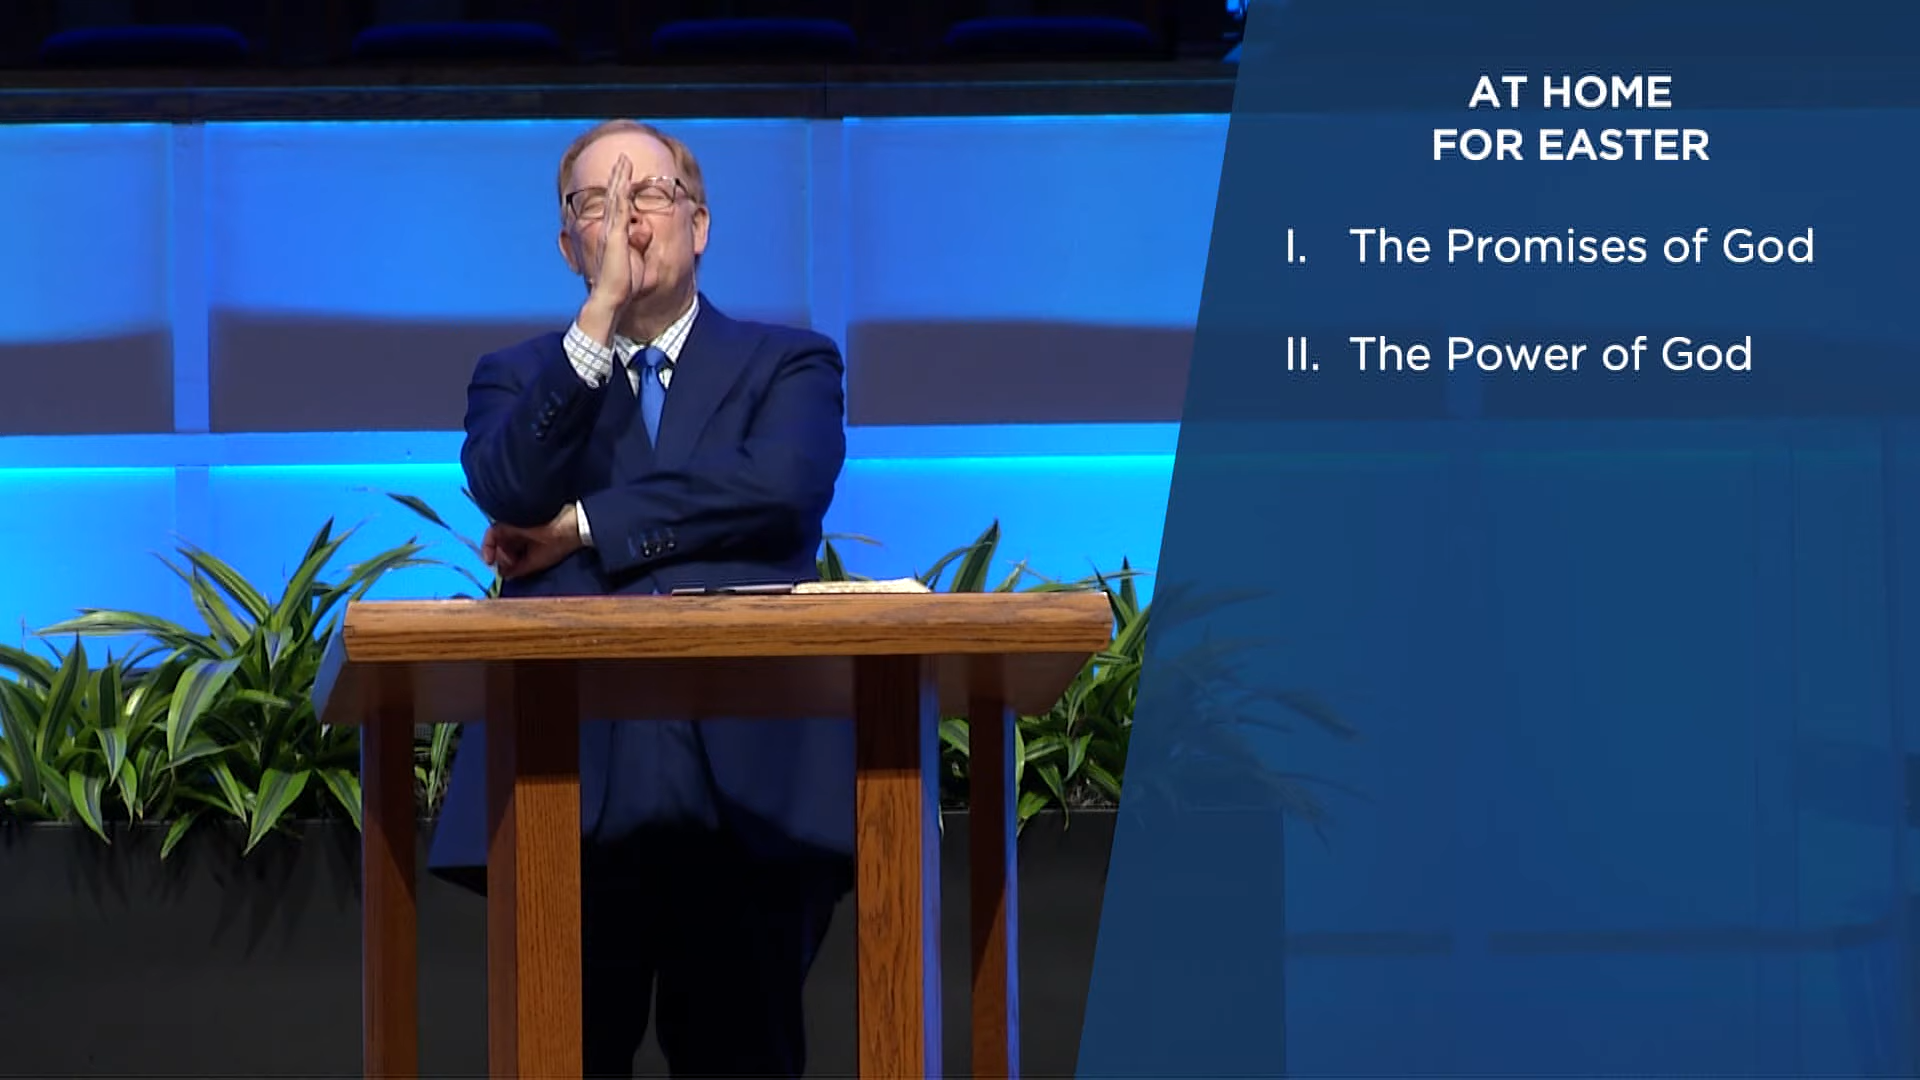 AT HOME
FOR EASTER
I. The Promises of God
II. The Power of God